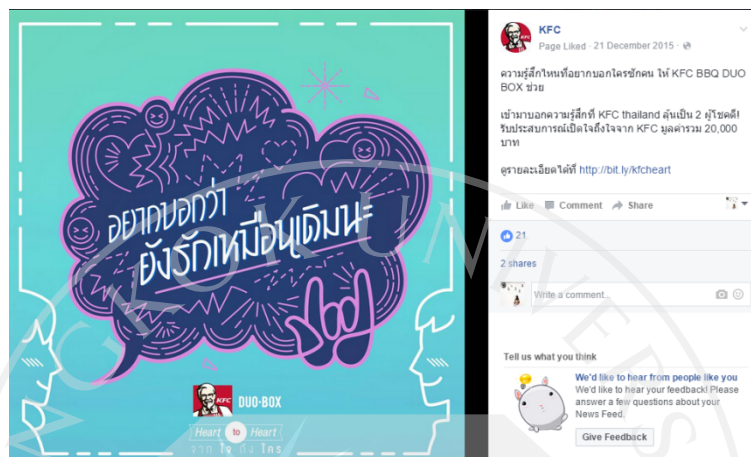 อยากบอกว่า
ยังรักเหมือนเดิมนะ
KFC DUO-BOX
Heart to Heart
จาก ใจ ถึง ใคร
KFC
Page Liked · 21 December 2015 ·
ความรู้สึกไหนที่อยากบอกใครซักคน ให้ KFC BBQ DUO
BOX ช่วย
เข้ามาบอกความรู้สึกที่ KFC thailand ลุ้นเป็น 2 ผู้โชคดี!
รับประสบการณ์เปิดใจถึงใจจาก KFC มูลค่ารวม 20,000
บาท
ดูรายละเอียดได้ที่ http://bit.ly/kfcheart
Like Comment Share
21
2 shares
Write a comment...
Tell us what you think
We'd like to hear from people like you
We'd like to hear your feedback! Please
answer a few questions about your
News Feed.
Give Feedback
NGKOK UNIVERS